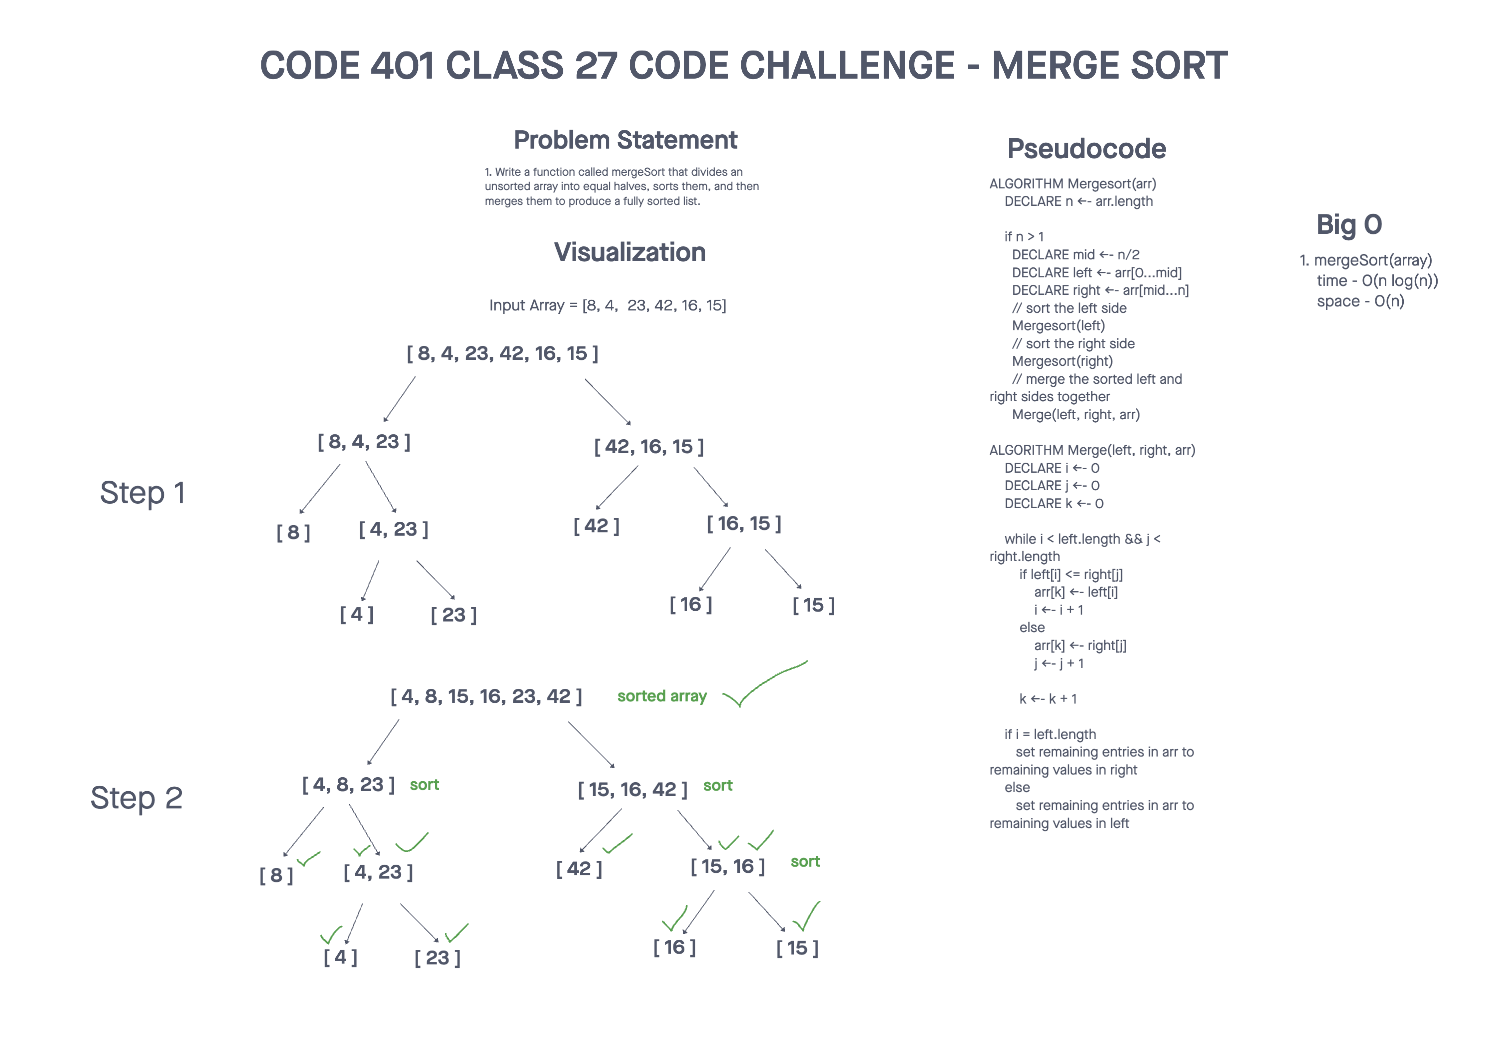 CODE 401 CLASS 27 CODE CHALLENGE - MERGE SORT
Problem Statement
1. Write a function called mergeSort that divides an
unsorted array into equal halves, sorts them, and then
merges them to produce a fully sorted list.
Visualization
Input Array = [8, 4,  23, 42, 16, 15]
[ 8, 4, 23, 42, 16, 15 ]
[ 8, 4, 23 ]
[ 42, 16, 15 ]
Step 1
[ 8 ]
[ 4, 23 ]
[ 42 ]
[ 16, 15 ]
[ 4 ]
[ 23 ]
[ 16 ]
[ 15 ]
[ 4, 8, 15, 16, 23, 42 ]
sorted array
[ 4, 8, 23 ]
sort
[ 15, 16, 42 ]
sort
Step 2
[ 8 ]
[ 4, 23 ]
[ 42 ]
[ 15, 16 ]
sort
[ 4 ]
[ 23 ]
[ 16 ]
[ 15 ]
Pseudocode
ALGORITHM Mergesort(arr)
DECLARE n <-- arr.length
if n > 1
DECLARE mid <-- n/2
DECLARE left <-- arr[0...mid]
DECLARE right <-- arr[mid...n]
// sort the left side
Mergesort(left)
// sort the right side
Mergesort(right)
// merge the sorted left and
right sides together
Merge(left, right, arr)
ALGORITHM Merge(left, right, arr)
DECLARE i <-- 0
DECLARE j <-- 0
DECLARE k <-- 0
while i < left.length && j <
right.length
if left[i] <= right[j]
arr[k] <-- left[i]
i <-- i + 1
else
arr[k] <-- right[j]
j <-- j + 1
k <-- k + 1
if i = left.length
set remaining entries in arr to
remaining values in right
else
set remaining entries in arr to
remaining values in left
Big O
1. mergeSort(array)
time - O(n log(n))
space - O(n)